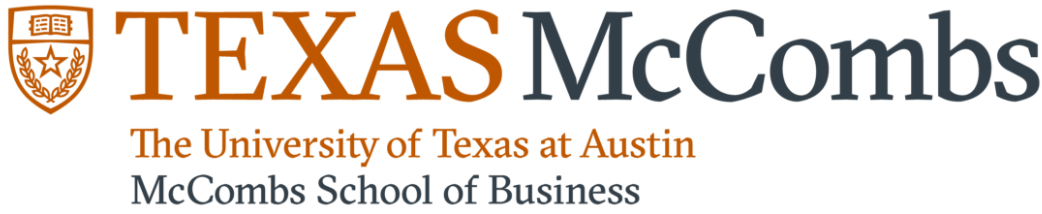 TEXAS McCombs
The University of Texas at Austin
McCombs School of Business